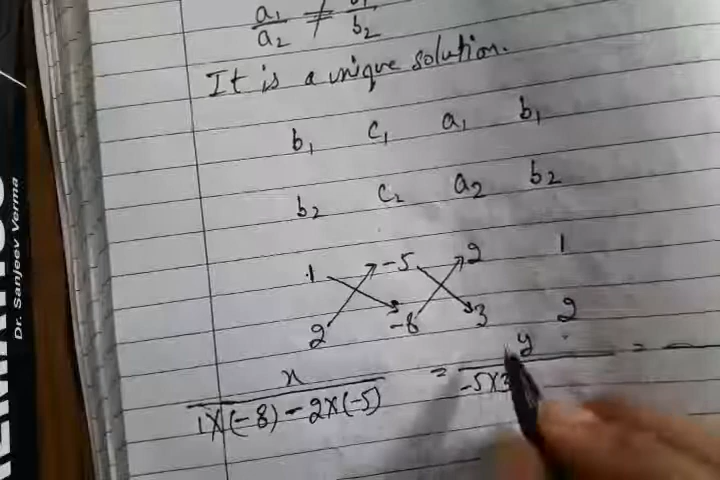 a₁/a₂ ≠ /b₂
It is a unique solution.
b₁ c₁ a₁ b₁
b₂ c₂ a₂ b₂
1 -5 2 1
2 -8 3 2
x = y =
1×(-8) - 2×(-5) -5×3
Dr. Sanjeev Verma